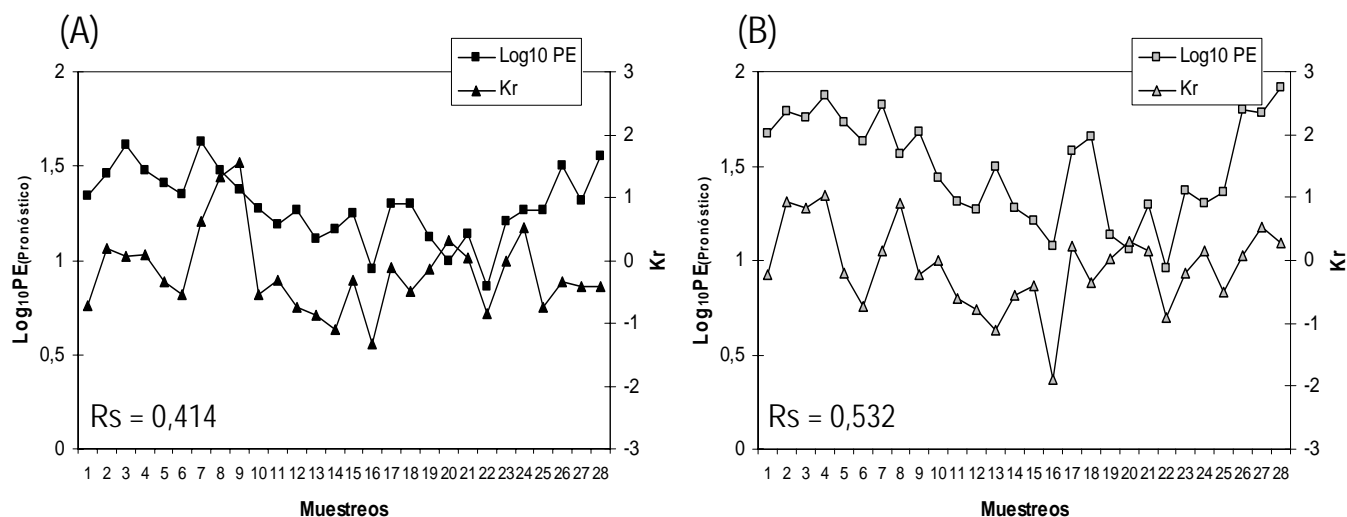 (A)
Log10 PE
Kr
2
1,5
1
0,5
0
3
2
1
0
-1
-2
-3
Log₁₀PE(Pronóstico)
Kr
Rs = 0,414
1 2 3 4 5 6 7 8 9 10 11 12 13 14 15 16 17 18 19 20 21 22 23 24 25 26 27 28
Muestreos
(B)
Log10 PE
Kr
2
1,5
1
0,5
0
3
2
1
0
-1
-2
-3
Log₁₀PE(Pronóstico)
Kr
Rs = 0,532
1 2 3 4 5 6 7 8 9 10 11 12 13 14 15 16 17 18 19 20 21 22 23 24 25 26 27 28
Muestreos